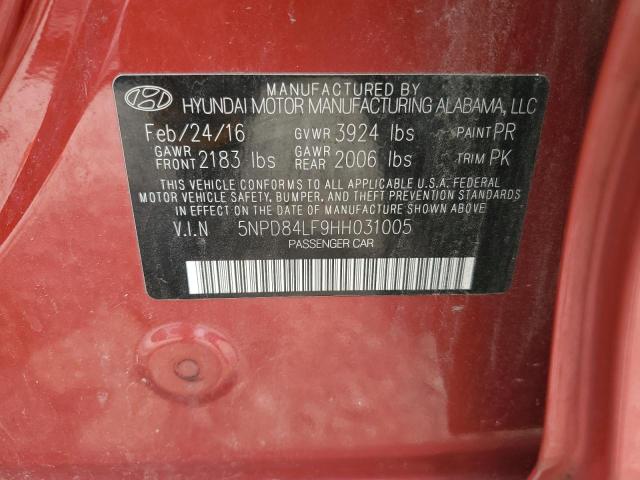 MANUFACTURED BY
HYUNDAI MOTOR MANUFACTURING ALABAMA, LLC
Feb/24/16 GVWR 3924 lbs PAINT PR
GAWR FRONT 2183 lbs GAWR REAR 2006 lbs TRIM PK
THIS VEHICLE CONFORMS TO ALL APPLICABLE U.S.A. FEDERAL
MOTOR VEHICLE SAFETY, BUMPER, AND THEFT PREVENTION STANDARDS
IN EFFECT ON THE DATE OF MANUFACTURE SHOWN ABOVE.
V.I.N 5NPD84LF9HH031005
PASSENGER CAR